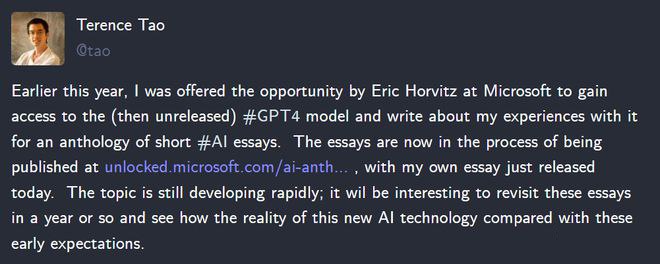 Terence Tao
@tao
Earlier this year, I was offered the opportunity by Eric Horvitz at Microsoft to gain
access to the (then unreleased) #GPT4 model and write about my experiences with it
for an anthology of short #AI essays. The essays are now in the process of being
published at unlocked.microsoft.com/ai-anth... , with my own essay just released
today. The topic is still developing rapidly; it wil be interesting to revisit these essays
in a year or so and see how the reality of this new AI technology compared with these
early expectations.